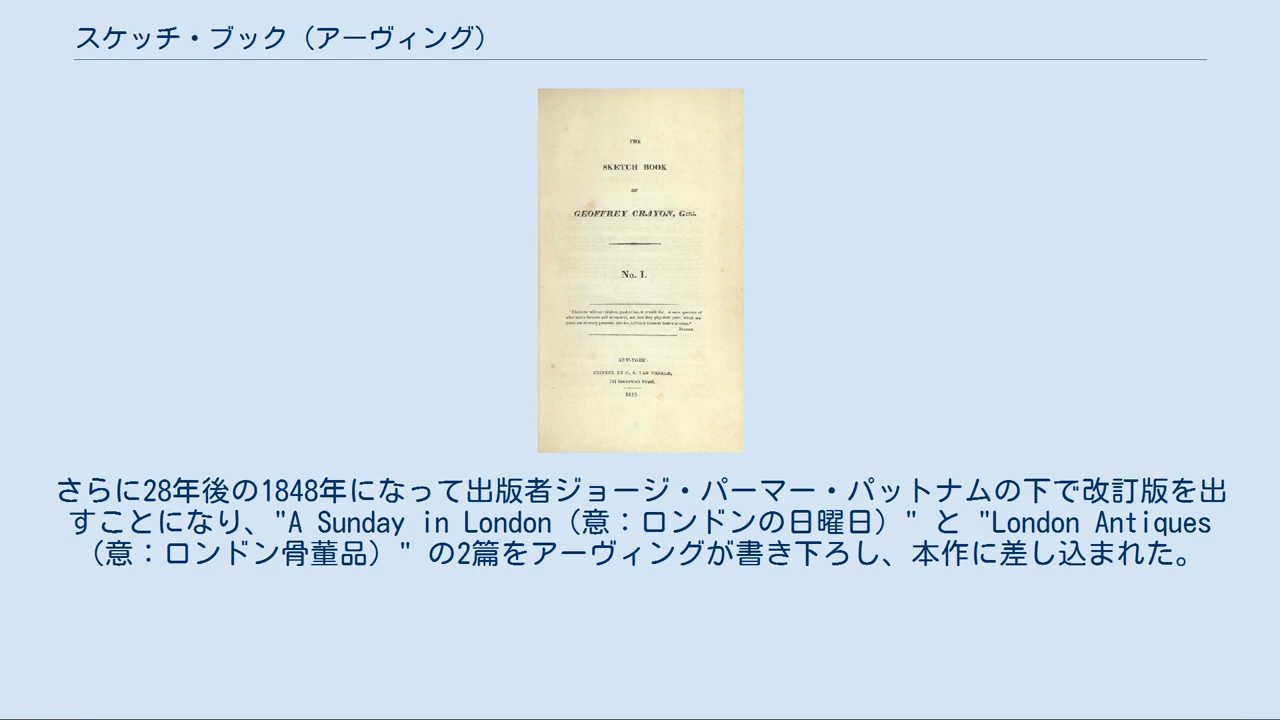 スケッチ・ブック（アーヴィング）
THE
SKETCH BOOK
OF
GEOFFREY CRAYON, Gent.
No. I.
NEW-YORK:
PRINTED BY C. S. VAN WINKLE,
さらに28年後の1848年になって出版者ジョージ・パーマー・パットナムの下で改訂版を出
すことになり、"A Sunday in London（意：ロンドンの日曜日）" と "London Antiques
（意：ロンドン骨董品）" の2篇をアーヴィングが書き下ろし、本作に差し込まれた。